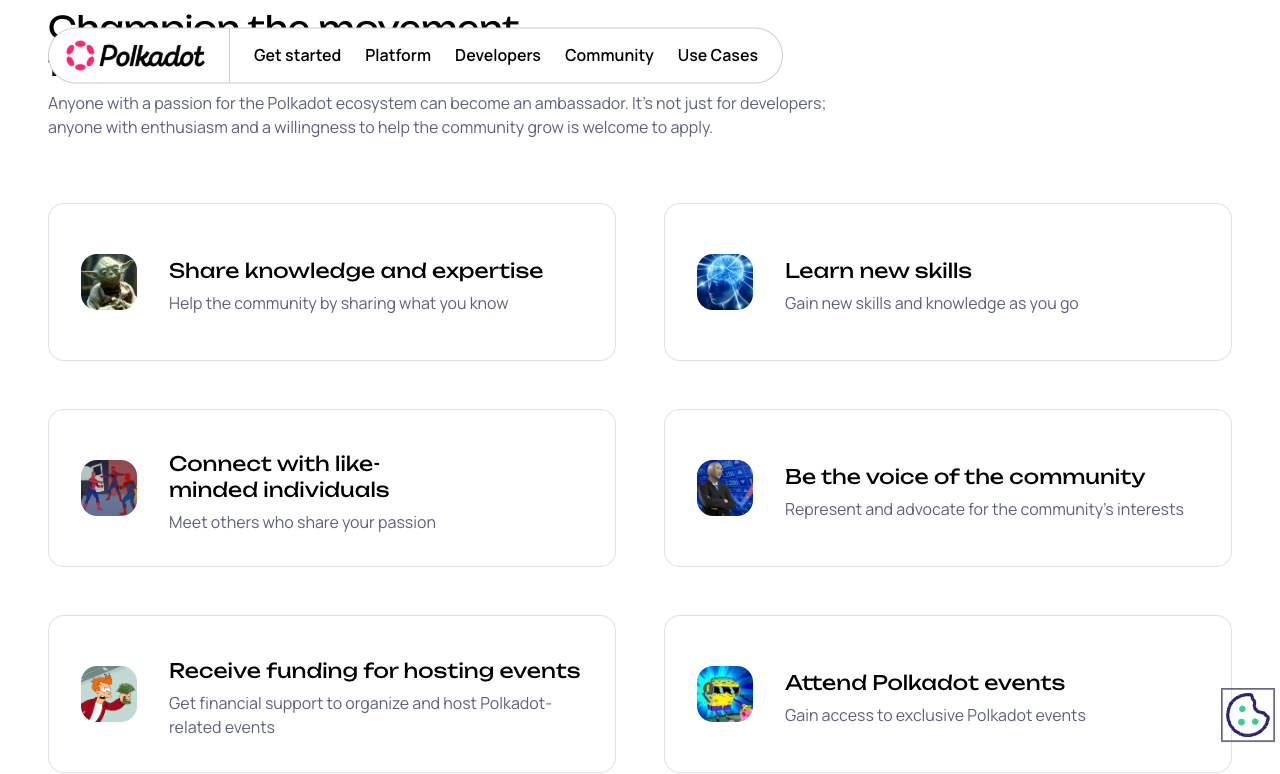 Champion the movement
Polkadot
Get started
Platform
Developers
Community
Use Cases
Anyone with a passion for the Polkadot ecosystem can become an ambassador. It's not just for developers;
anyone with enthusiasm and a willingness to help the community grow is welcome to apply.
Share knowledge and expertise
Help the community by sharing what you know
Learn new skills
Gain new skills and knowledge as you go
Connect with like-
minded individuals
Meet others who share your passion
Be the voice of the community
Represent and advocate for the community's interests
Receive funding for hosting events
Get financial support to organize and host Polkadot-
related events
Attend Polkadot events
Gain access to exclusive Polkadot events